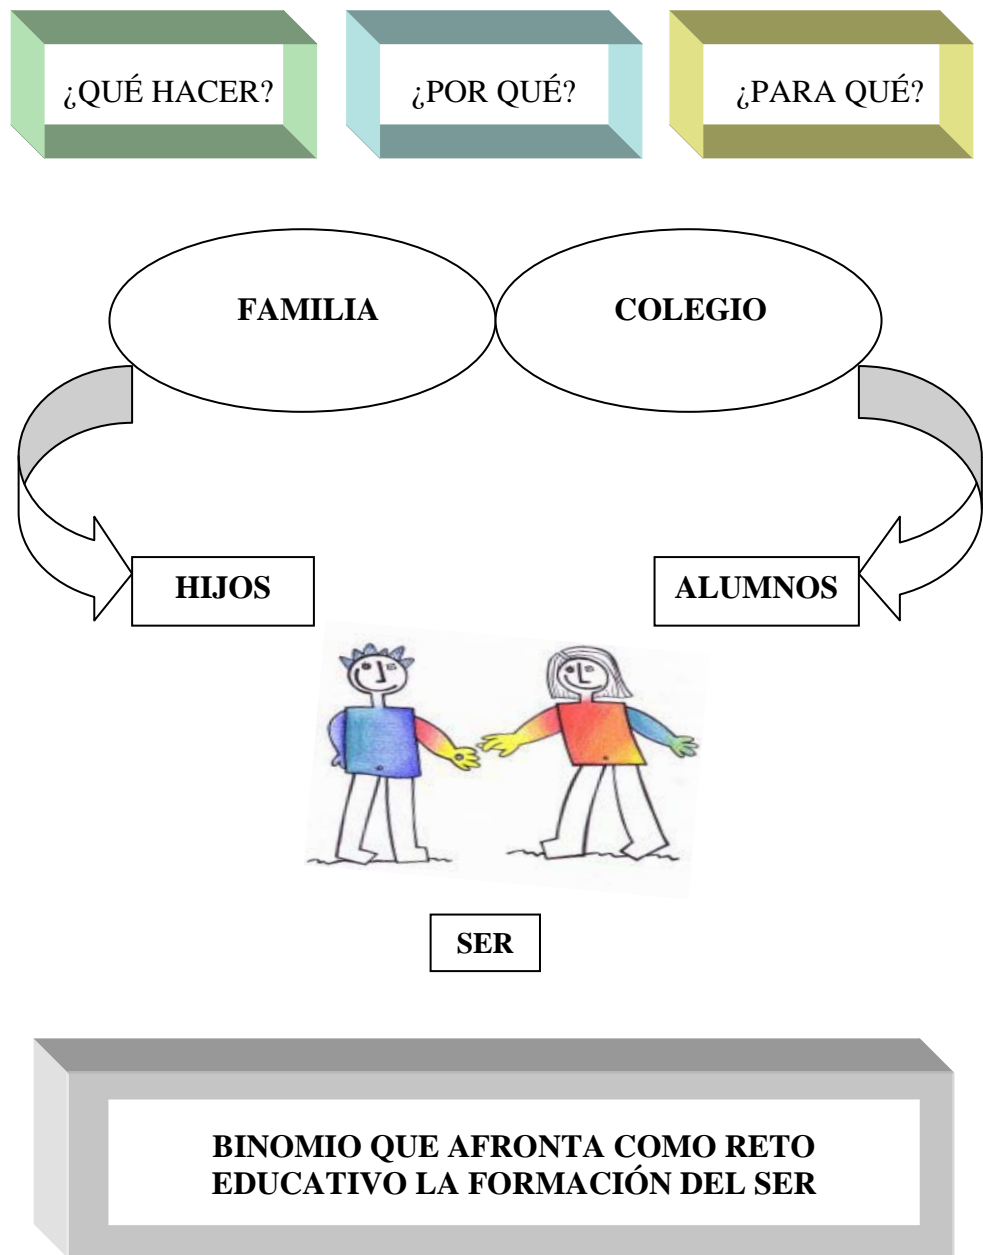 ¿QUÉ HACER?
¿POR QUÉ?
¿PARA QUÉ?
FAMILIA
COLEGIO
HIJOS
ALUMNOS
SER
BINOMIO QUE AFRONTA COMO RETO
EDUCATIVO LA FORMACIÓN DEL SER